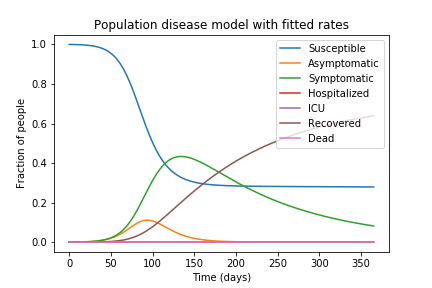 Population disease model with fitted rates
Fraction of people
1.0
0.8
0.6
0.4
0.2
0.0
Susceptible
Asymptomatic
Symptomatic
Hospitalized
ICU
Recovered
Dead
0 50 100 150 200 250 300 350
Time (days)